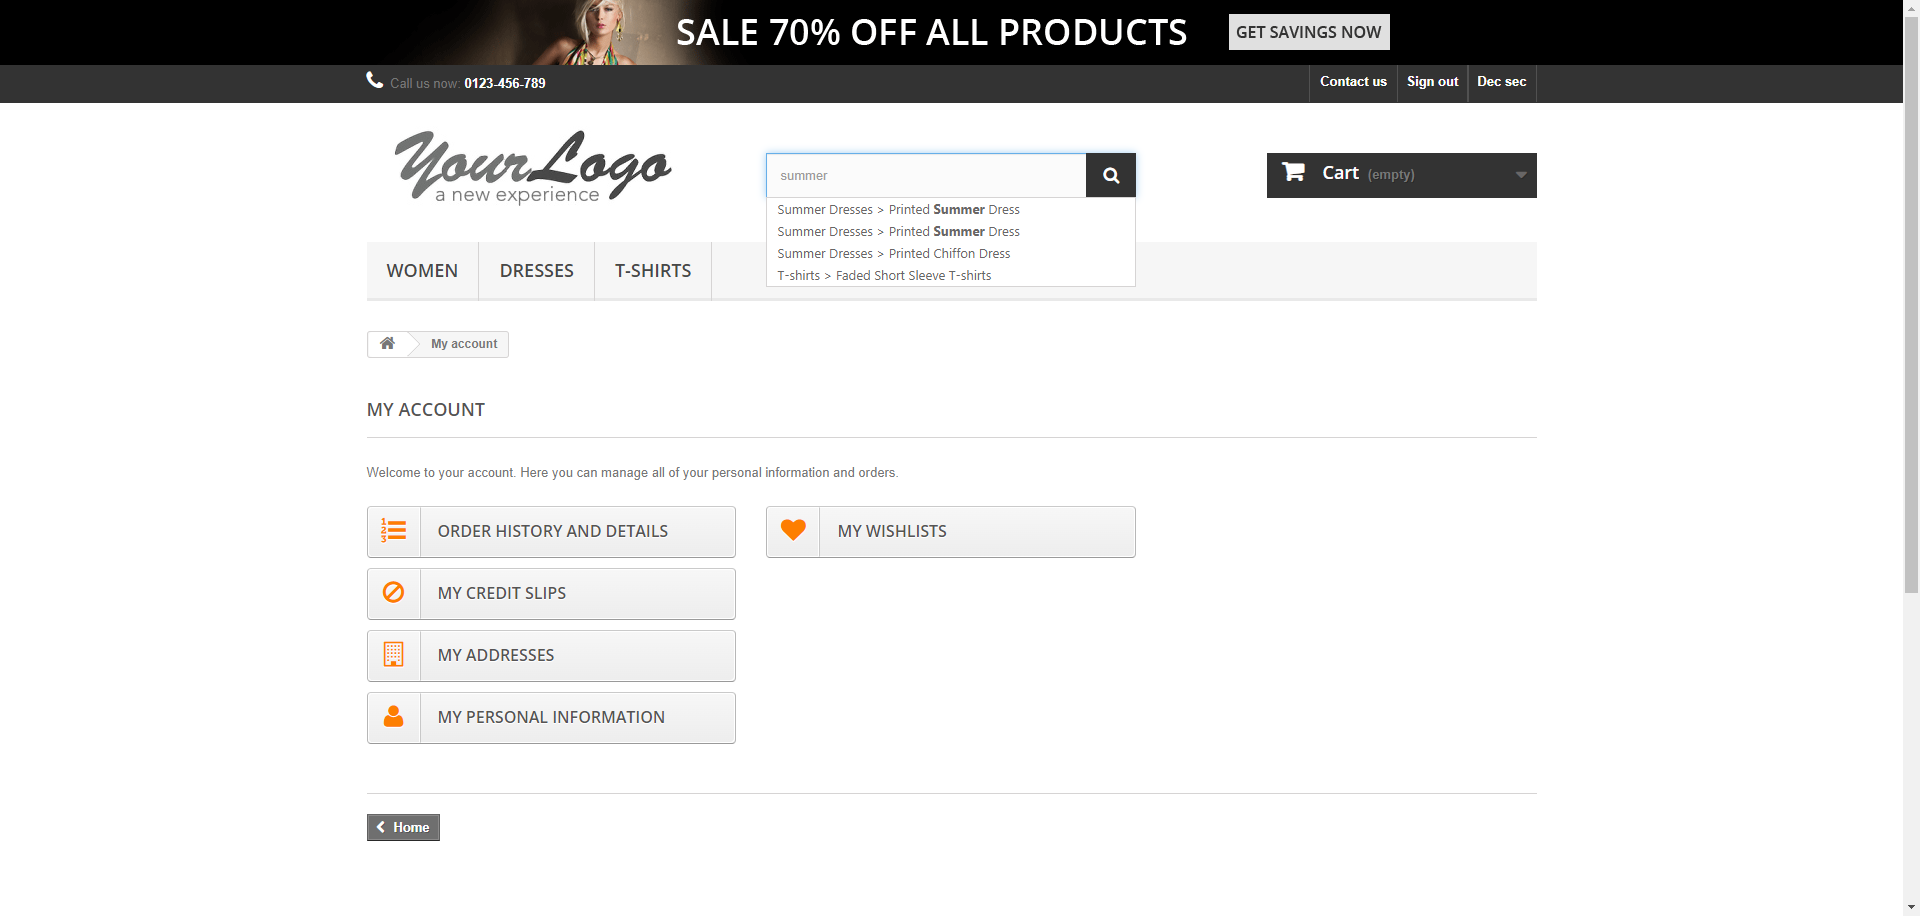 SALE 70% OFF ALL PRODUCTS GET SAVINGS NOW
Call us now: 0123-456-789 Contact us Sign out Dec sec
Your Logo
a new experience
summer
Cart (empty)
Summer Dresses > Printed Summer Dress
Summer Dresses > Printed Summer Dress
Summer Dresses > Printed Chiffon Dress
T-shirts > Faded Short Sleeve T-shirts
WOMEN DRESSES T-SHIRTS
My account
MY ACCOUNT
Welcome to your account. Here you can manage all of your personal information and orders.
ORDER HISTORY AND DETAILS
MY WISHLISTS
MY CREDIT SLIPS
MY ADDRESSES
MY PERSONAL INFORMATION
Home